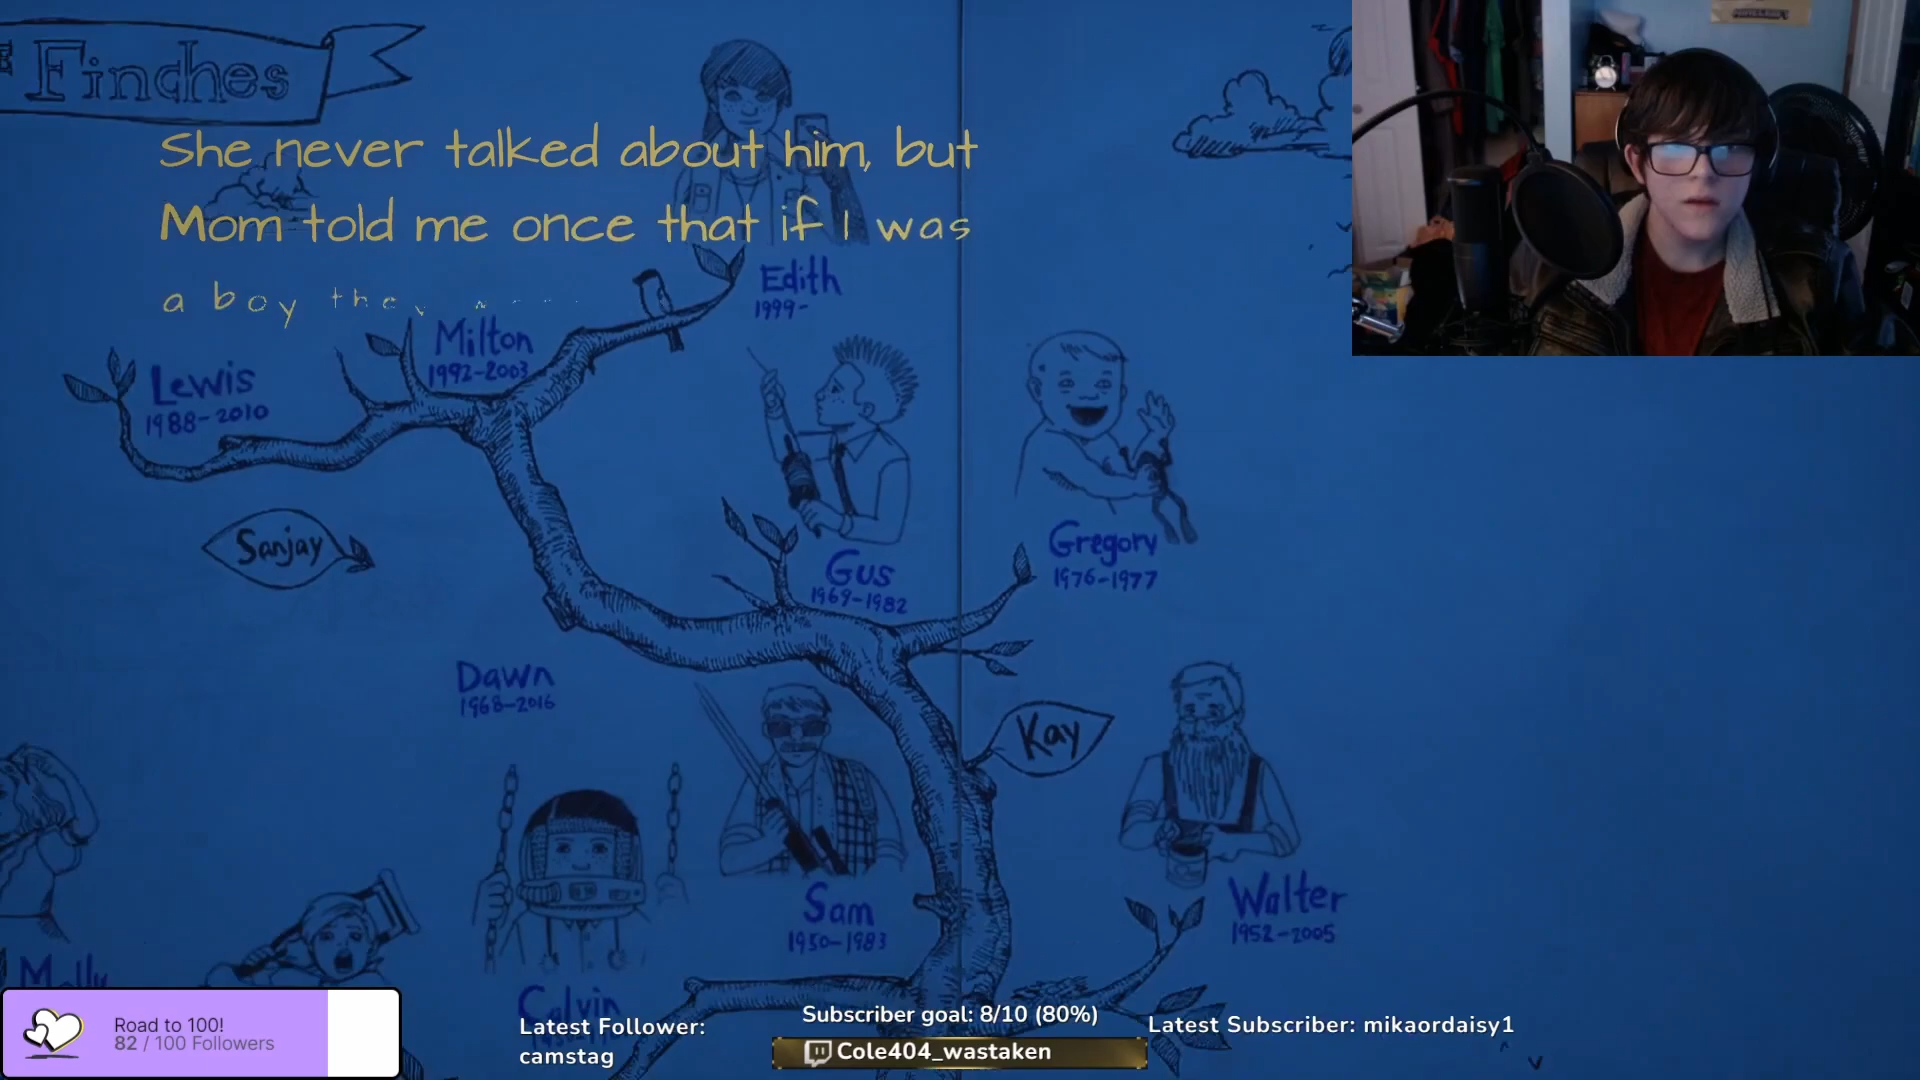 Finches
She never talked about him, but
Mom told me once that if I was
a boy they
Edith
1999-
Milton
1992-2003
Lewis
1988-2010
Sanjay
Gus
1969-1982
Gregory
1976-1977
Dawn
1968-2016
Kay
Sam
1950-1983
Walter
1952-2005
Molly
Calvin
Road to 100!
82 / 100 Followers
Latest Follower:
camstag
Subscriber goal: 8/10 (80%)
Cole404_wastaken
Latest Subscriber: mikaordaisy1